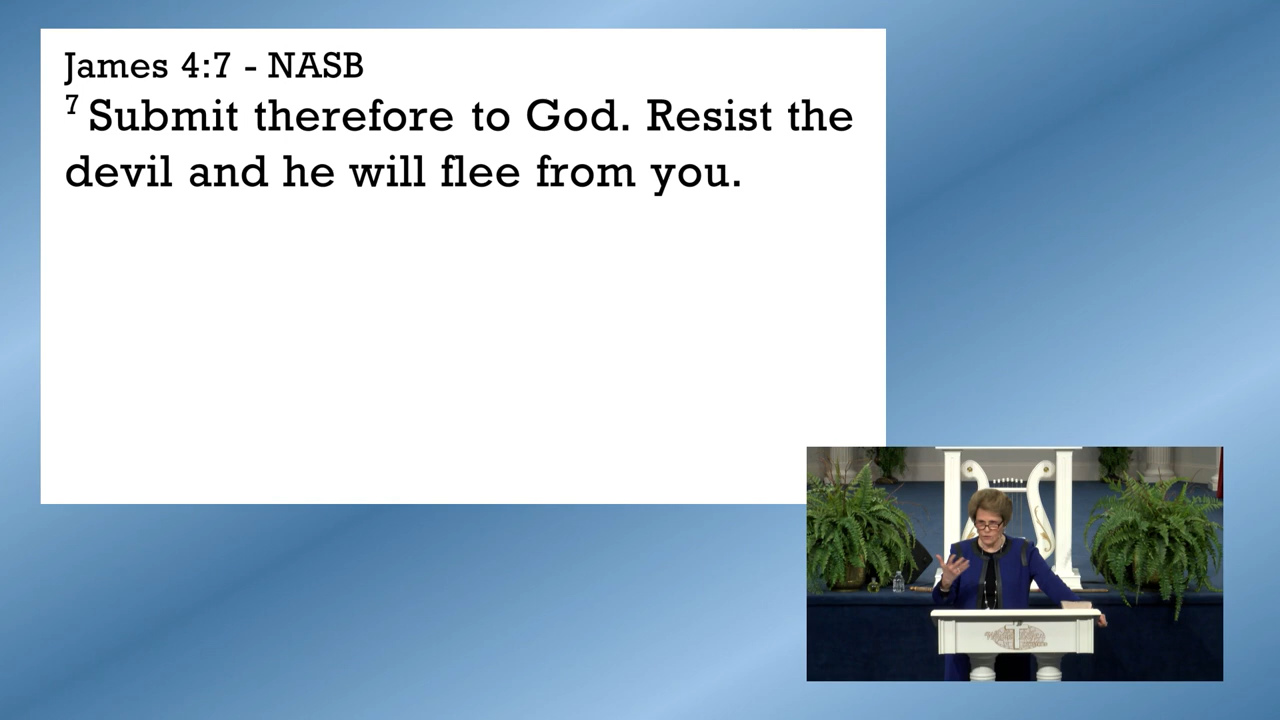 James 4:7 - NASB
7 Submit therefore to God. Resist the
devil and he will flee from you.